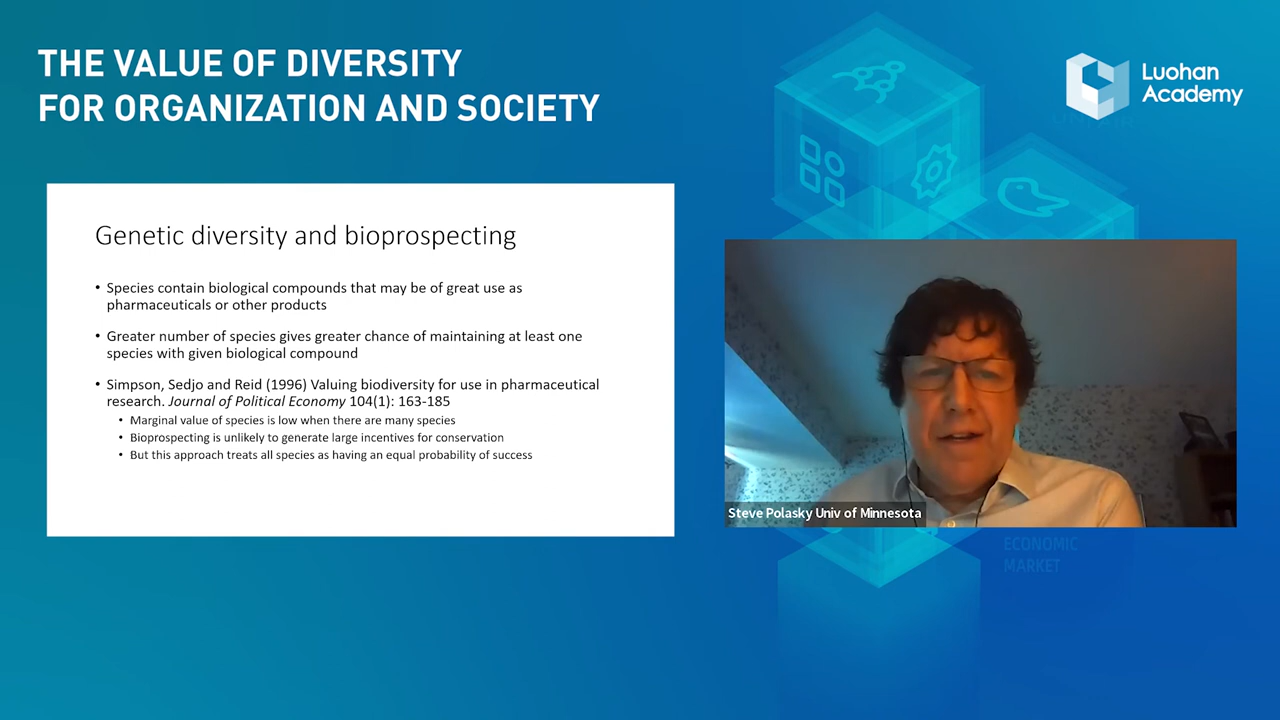 THE VALUE OF DIVERSITY
FOR ORGANIZATION AND SOCIETY
Luohan
Academy
Genetic diversity and bioprospecting
• Species contain biological compounds that may be of great use as
pharmaceuticals or other products
• Greater number of species gives greater chance of maintaining at least one
species with given biological compound
• Simpson, Sedjo and Reid (1996) Valuing biodiversity for use in pharmaceutical
research. Journal of Political Economy 104(1): 163-185
• Marginal value of species is low when there are many species
• Bioprospecting is unlikely to generate large incentives for conservation
• But this approach treats all species as having an equal probability of success
Steve Polasky Univ of Minnesota
ECONOMIC
MARKET